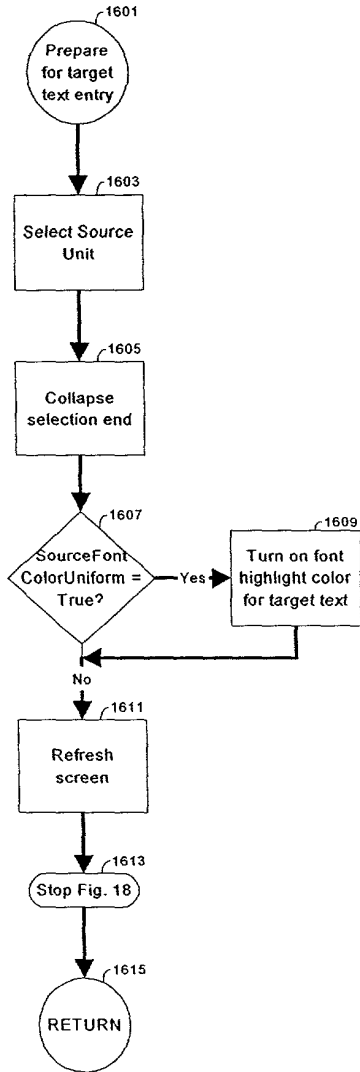 1601
Prepare
for target
text entry
1603
Select Source
Unit
1605
Collapse
selection end
1607
SourceFont
ColorUniform =
True?
Yes
1609
Turn on font
highlight color
for target text
No
1611
Refresh
screen
1613
Stop Fig. 18
1615
RETURN